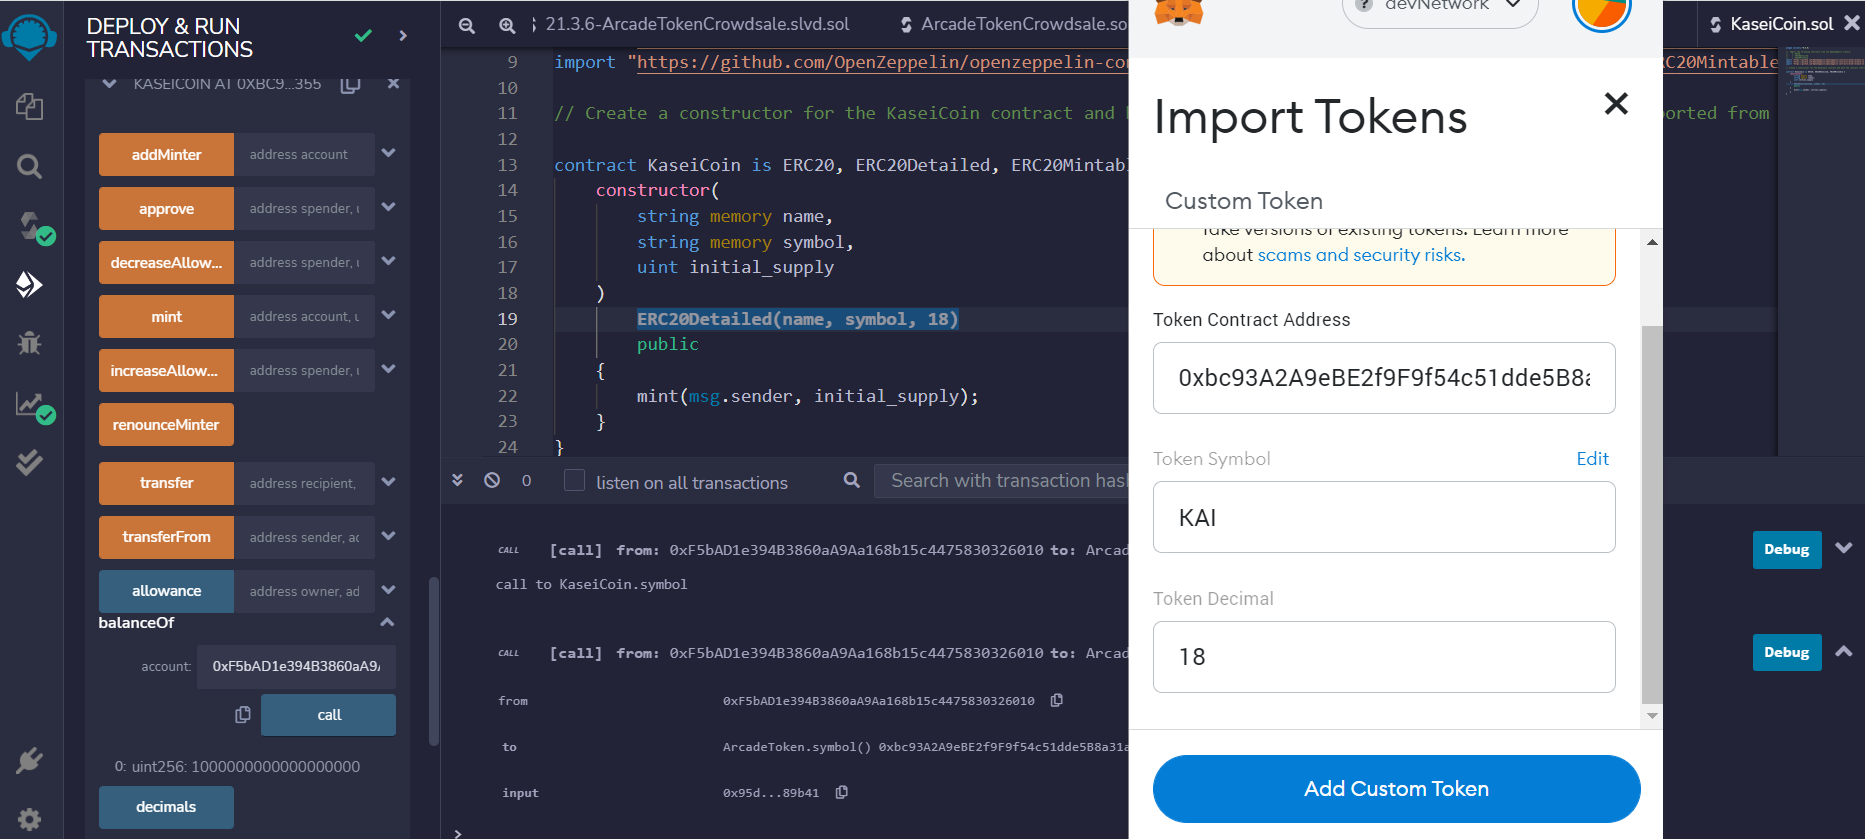 DEPLOY & RUN
TRANSACTIONS
KASEICOIN AT 0XBC9...355
addMinter address account
approve address spender, u
decreaseAllow... address spender, u
mint address account, u
increaseAllow... address spender, u
renounceMinter
transfer address recipient,
transferFrom address sender, ad
allowance address owner, ad
balanceOf
account: 0xF5bAD1e394B3860aA9A
call
0: uint256: 1000000000000000000
decimals
21.3.6-ArcadeTokenCrowdsale.slvd.sol
ArcadeTokenCrowdsale.so
KaseiCoin.sol
9 import "https://github.com/OpenZeppelin/openzeppelin-co
RC20Mintable
10
11 // Create a constructor for the KaseiCoin contract and
orted from
12
13 contract KaseiCoin is ERC20, ERC20Detailed, ERC20Mintab
14 constructor(
15 string memory name,
16 string memory symbol,
17 uint initial_supply
18 )
19 ERC20Detailed(name, symbol, 18)
20 public
21 {
22 mint(msg.sender, initial_supply);
23 }
24 }
0 listen on all transactions Search with transaction hash
CALL [call] from: 0xF5bAD1e394B3860aA9Aa168b15c4475830326010 to: Arcad
Debug
call to KaseiCoin.symbol
CALL [call] from: 0xF5bAD1e394B3860aA9Aa168b15c4475830326010 to: Arcad
Debug
from 0xF5bAD1e394B3860aA9Aa168b15c4475830326010
to ArcadeToken.symbol() 0xbc93A2A9eBE2f9F9f54c51dde5B8a31a
input 0x95d...89b41
>
devNetwork
Import Tokens
Custom Token
fake versions of existing tokens. Learn more
about scams and security risks.
Token Contract Address
0xbc93A2A9eBE2f9F9f54c51dde5B8a
Token Symbol Edit
KAI
Token Decimal
18
Add Custom Token